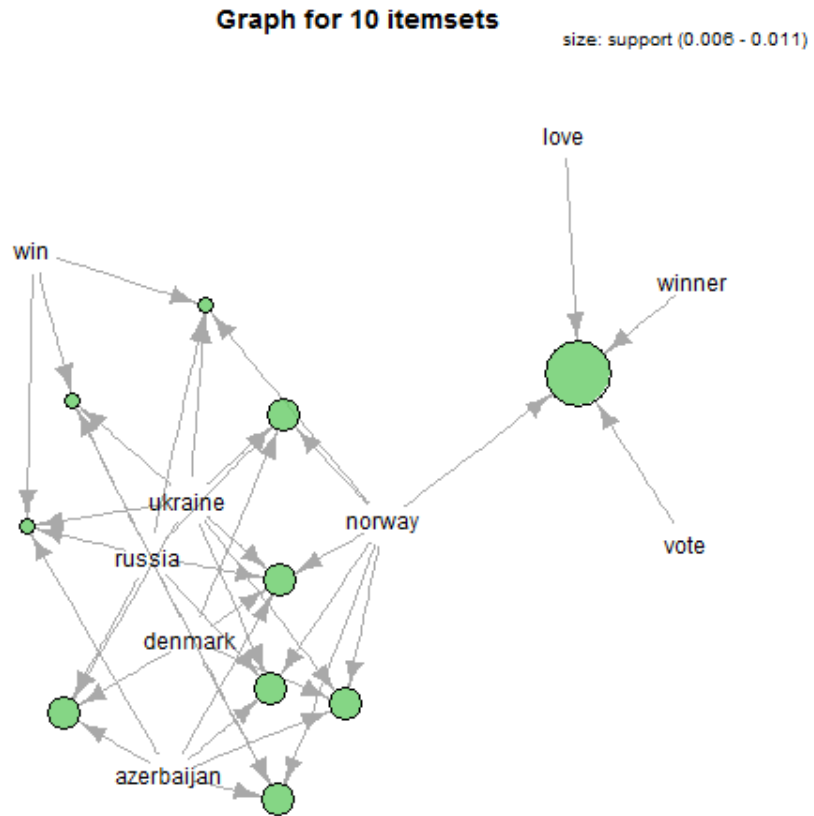 Graph for 10 itemsets
size: support (0.006 - 0.011)
love
win
winner
ukraine
norway
vote
russia
denmark
azerbaijan